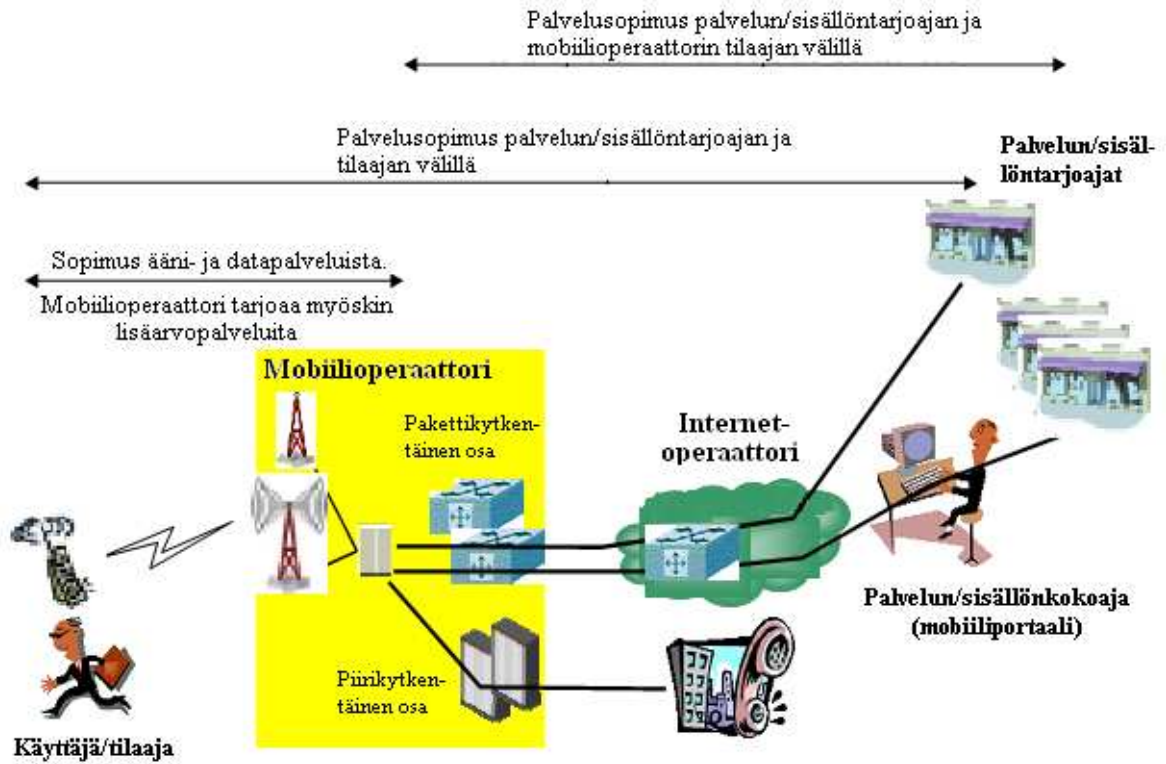 Palvelusopimus palvelun/sisällöntarjoajan ja
mobiilioperaattorin tilaajan välillä
Palvelusopimus palvelun/sisällöntarjoajan ja
tilaajan välillä
Palvelun/sisäl-
löntarjoajat
Sopimus ääni- ja datapalveluista.
Mobiilioperaattori tarjoaa myöskin
lisäarvopalveluita
Mobiilioperaattori
Pakettikytken-
täinen osa
Internet-
operaattori
Palvelun/sisällönkokoaja
(mobiiliportaali)
Piirikytken-
täinen osa
Käyttäjä/tilaaja